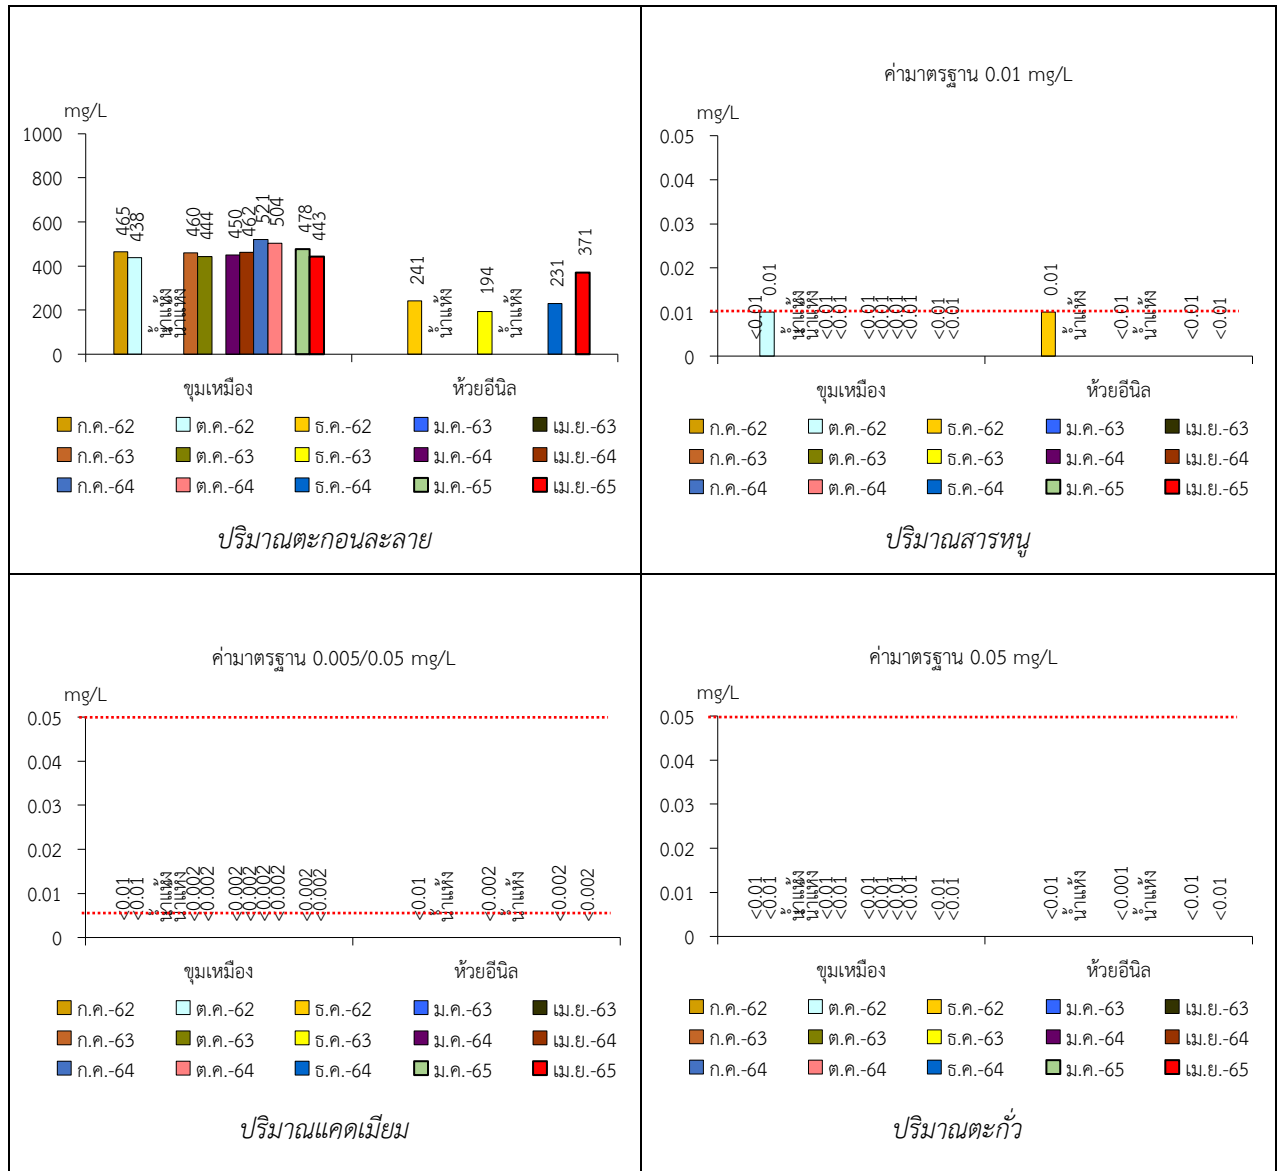 mg/L
1000
800
600
400
200
0
465
438
น้ำแห้ง
น้ำแห้ง
460
444
450
462
521
504
478
443
241
น้ำแห้ง
194
น้ำแห้ง
231
371
ขุมเหมือง ห้วยอีนิล
ก.ค.-62 ต.ค.-62 ธ.ค.-62 ม.ค.-63 เม.ย.-63
ก.ค.-63 ต.ค.-63 ธ.ค.-63 ม.ค.-64 เม.ย.-64
ก.ค.-64 ต.ค.-64 ธ.ค.-64 ม.ค.-65 เม.ย.-65
ปริมาณตะกอนละลาย
ค่ามาตรฐาน 0.01 mg/L
mg/L
0.05
0.04
0.03
0.02
0.01
0
<0.01
0.01
น้ำแห้ง
น้ำแห้ง
<0.01
<0.01
<0.01
<0.01
<0.01
<0.01
<0.01
<0.01
0.01
น้ำแห้ง
<0.01
น้ำแห้ง
<0.01
<0.01
ขุมเหมือง ห้วยอีนิล
ก.ค.-62 ต.ค.-62 ธ.ค.-62 ม.ค.-63 เม.ย.-63
ก.ค.-63 ต.ค.-63 ธ.ค.-63 ม.ค.-64 เม.ย.-64
ก.ค.-64 ต.ค.-64 ธ.ค.-64 ม.ค.-65 เม.ย.-65
ปริมาณสารหนู
ค่ามาตรฐาน 0.005/0.05 mg/L
mg/L
0.05
0.04
0.03
0.02
0.01
0
<0.01
<0.01
น้ำแห้ง
น้ำแห้ง
<0.002
<0.002
<0.002
<0.002
<0.002
<0.002
<0.002
<0.002
<0.01
น้ำแห้ง
<0.002
น้ำแห้ง
<0.002
<0.002
ขุมเหมือง ห้วยอีนิล
ก.ค.-62 ต.ค.-62 ธ.ค.-62 ม.ค.-63 เม.ย.-63
ก.ค.-63 ต.ค.-63 ธ.ค.-63 ม.ค.-64 เม.ย.-64
ก.ค.-64 ต.ค.-64 ธ.ค.-64 ม.ค.-65 เม.ย.-65
ปริมาณแคดเมียม
ค่ามาตรฐาน 0.05 mg/L
mg/L
0.05
0.04
0.03
0.02
0.01
0
<0.01
<0.01
น้ำแห้ง
น้ำแห้ง
<0.01
<0.01
<0.01
<0.01
<0.01
<0.01
<0.01
<0.01
<0.01
น้ำแห้ง
<0.001
น้ำแห้ง
<0.01
<0.01
ขุมเหมือง ห้วยอีนิล
ก.ค.-62 ต.ค.-62 ธ.ค.-62 ม.ค.-63 เม.ย.-63
ก.ค.-63 ต.ค.-63 ธ.ค.-63 ม.ค.-64 เม.ย.-64
ก.ค.-64 ต.ค.-64 ธ.ค.-64 ม.ค.-65 เม.ย.-65
ปริมาณตะกั่ว